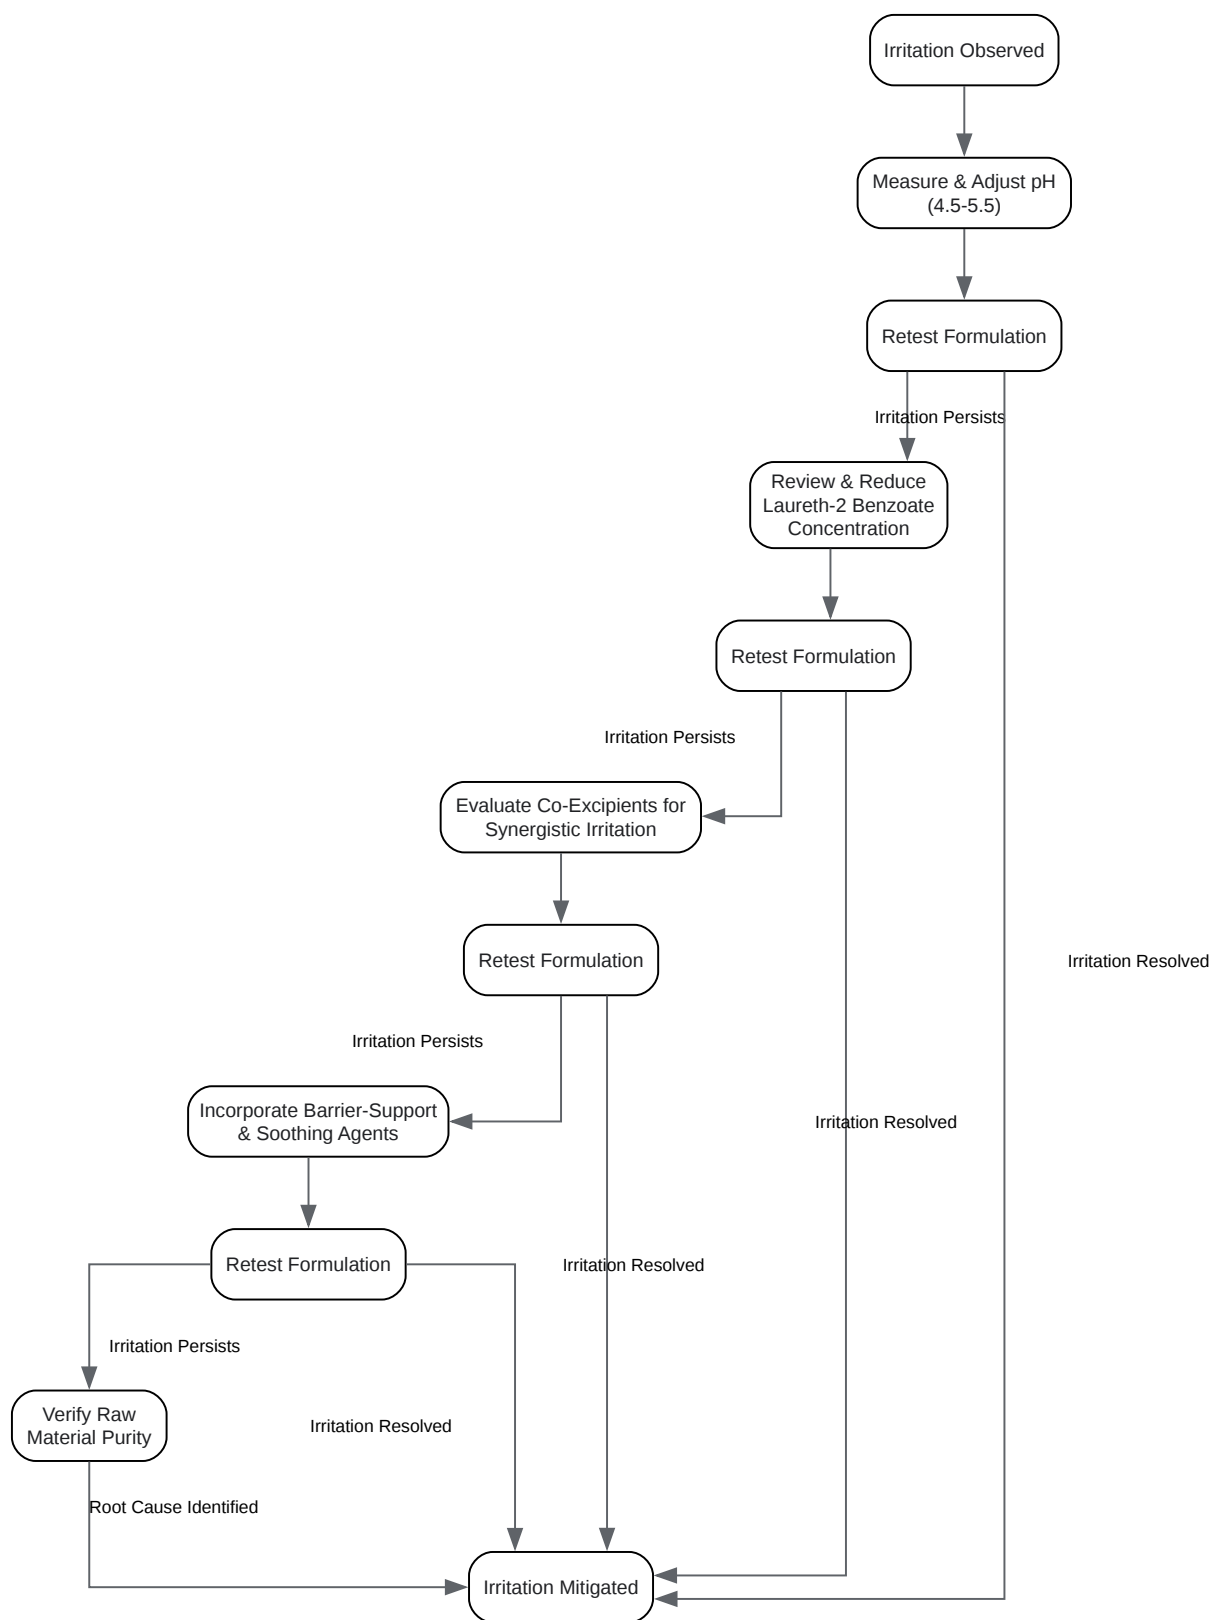 Irritation Observed
Measure & Adjust pH
(4.5-5.5)
Retest Formulation
Irritation Persists
Review & Reduce
Laureth-2 Benzoate
Concentration
Retest Formulation
Irritation Persists
Evaluate Co-Excipients for
Synergistic Irritation
Retest Formulation
Irritation Resolved
Irritation Persists
Incorporate Barrier-Support
& Soothing Agents
Irritation Resolved
Retest Formulation
Irritation Resolved
Irritation Persists
Verify Raw
Material Purity
Irritation Resolved
Root Cause Identified
Irritation Mitigated